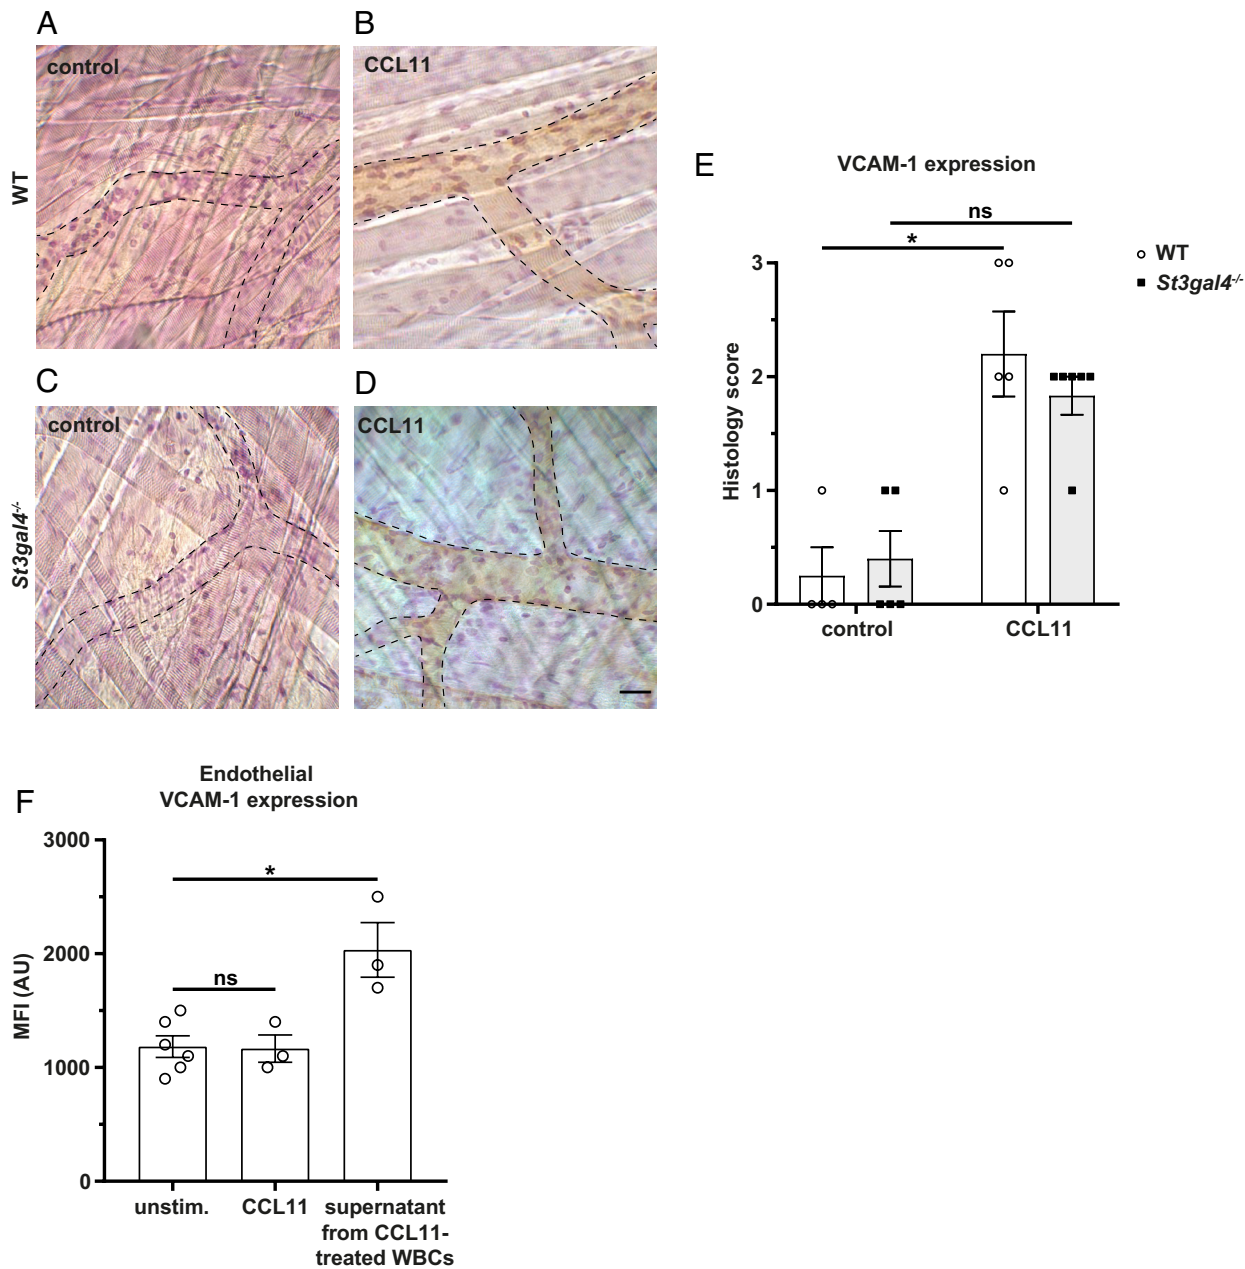 A
B
control
CCL11
WT
C
D
control
CCL11
St3gal4-/-
E
VCAM-1 expression
ns
*
WT
St3gal4-/-
3
2
1
0
Histology score
control
CCL11
F
Endothelial
VCAM-1 expression
3000
2000
1000
0
MFI (AU)
*
ns
unstim.
CCL11
supernatant
from CCL11-
treated WBCs